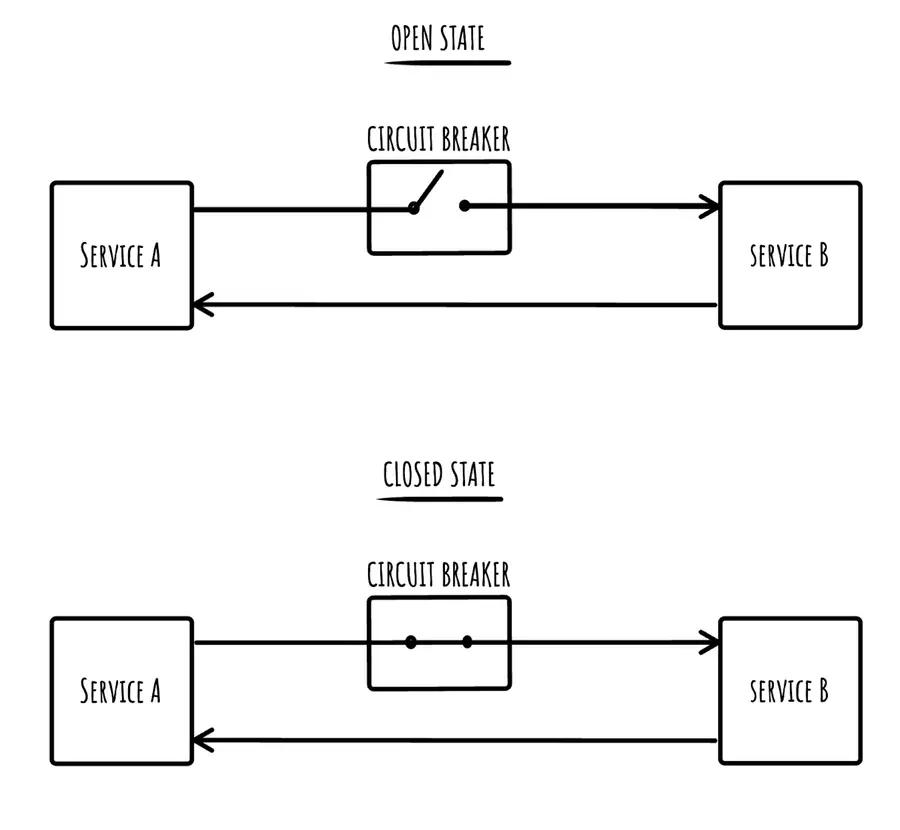 OPEN STATE
CIRCUIT BREAKER
SERVICE A
SERVICE B
CLOSED STATE
CIRCUIT BREAKER
SERVICE A
SERVICE B